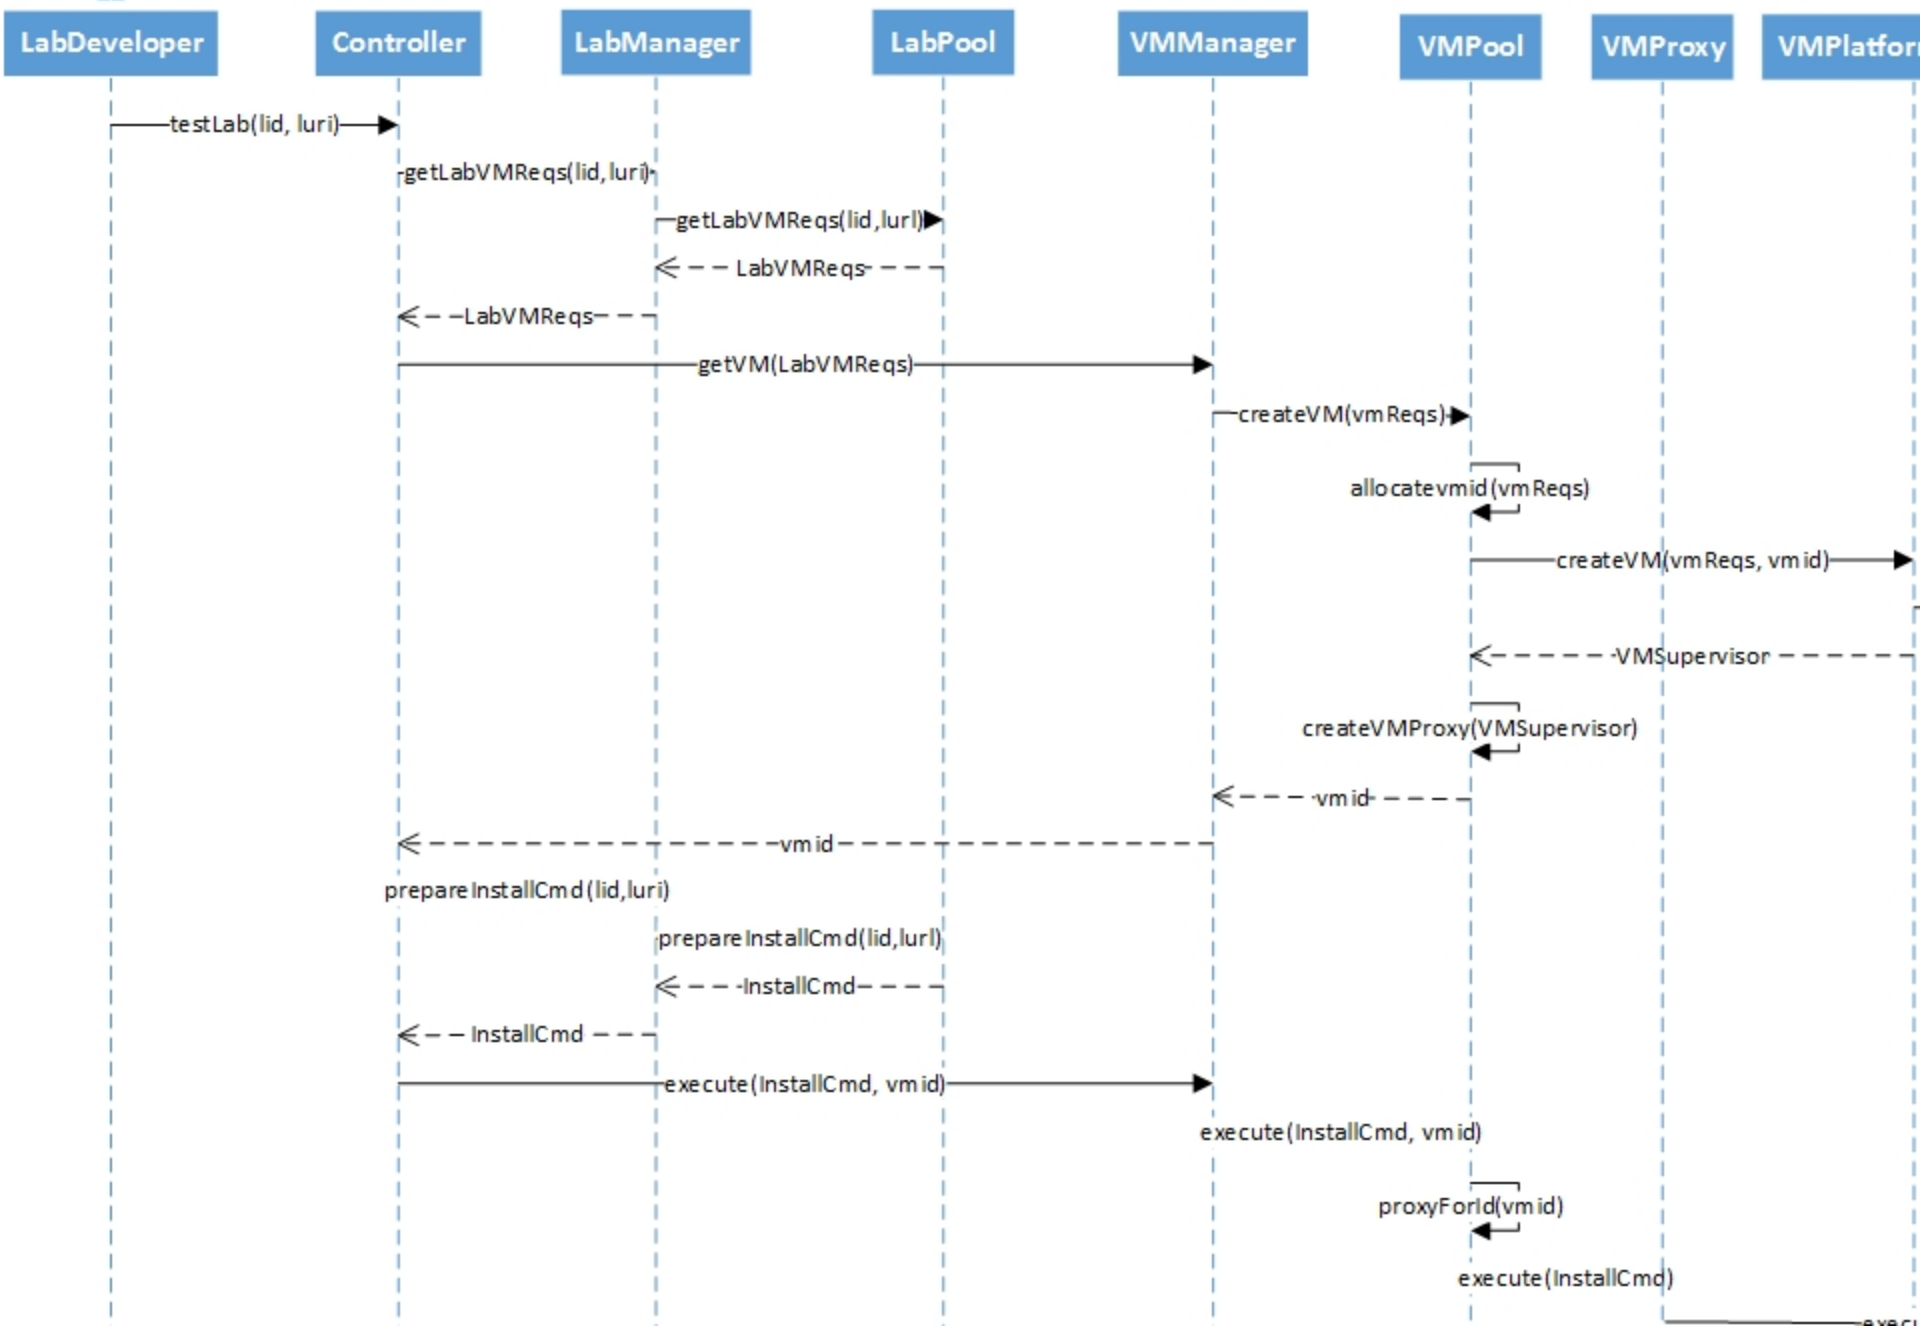 LabDeveloper
Controller
LabManager
LabPool
VMManager
VMPool
VMProxy
VMPlatfor
testLab(lid, luri)
getLabVMReqs(lid,luri)
getLabVMReqs(lid,lurl)
LabVMReqs
LabVMReqs
getVM(LabVMReqs)
createVM(vmReqs)
allocatevmid(vmReqs)
createVM(vmReqs, vmid)
VMSupervisor
createVMProxy(VMSupervisor)
vmid
vmid
prepareInstallCmd(lid,luri)
prepareInstallCmd(lid,lurl)
InstallCmd
InstallCmd
execute(InstallCmd, vmid)
execute(InstallCmd, vmid)
proxyForId(vmid)
execute(InstallCmd)